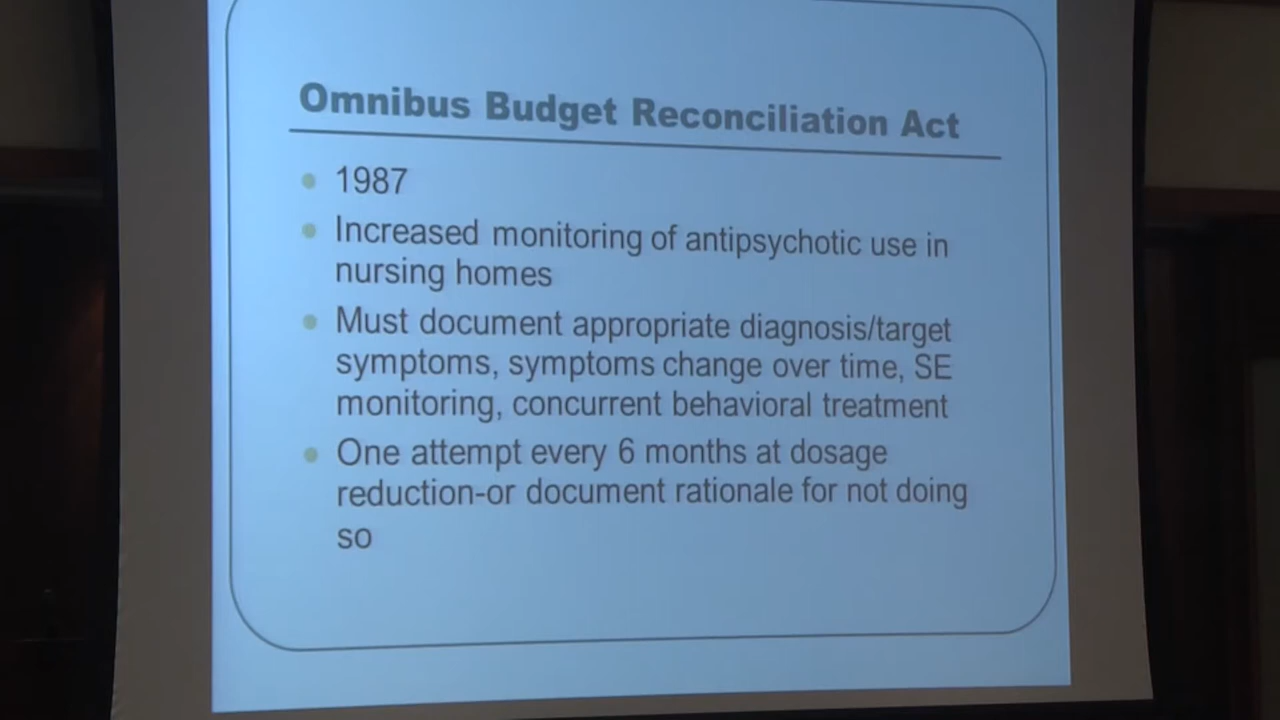 Omnibus Budget Reconciliation Act
1987
Increased monitoring of antipsychotic use in
nursing homes
Must document appropriate diagnosis/target
symptoms, symptoms change over time, SE
monitoring, concurrent behavioral treatment
One attempt every 6 months at dosage
reduction-or document rationale for not doing
so